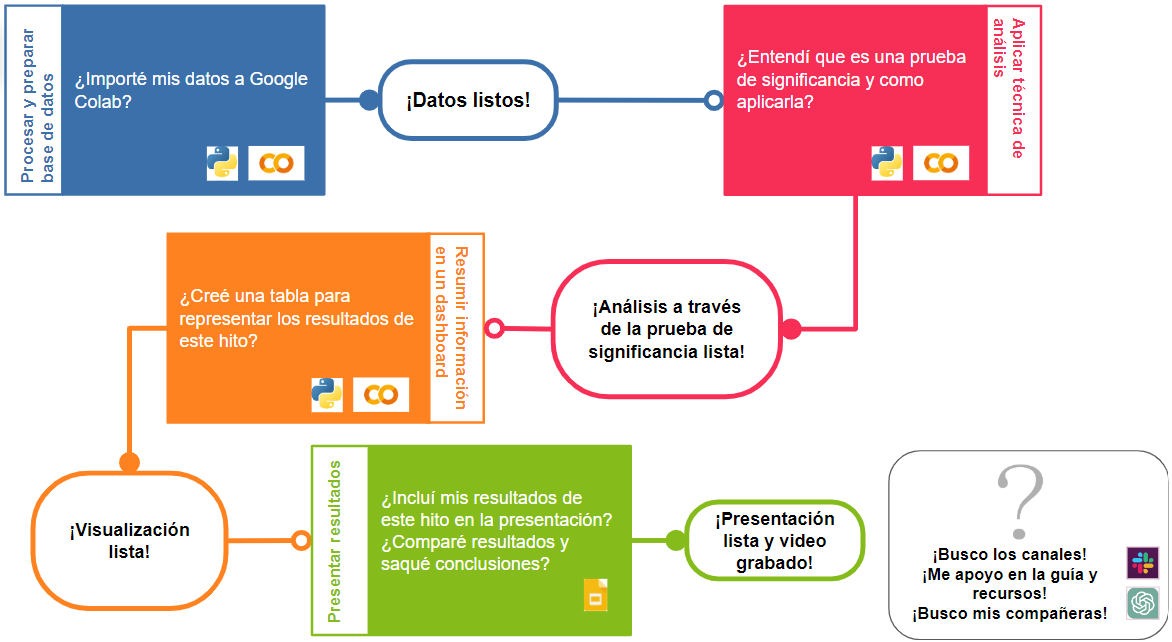 Procesar y preparar
base de datos
¿Importé mis datos a Google
Colab?
¡Datos listos!
¿Entendí que es una prueba
de significancia y como
aplicarla?
Aplicar técnica de
análisis
¿Creé una tabla para
representar los resultados de
este hito?
Resumir información
en un dashboard
¡Análisis a través
de la prueba de
significancia lista!
¡Visualización
lista!
Presentar resultados
¿Incluí mis resultados de
este hito en la presentación?
¿Comparé resultados y
saqué conclusiones?
¡Presentación
lista y video
grabado!
?
¡Busco los canales!
¡Me apoyo en la guía y
recursos!
¡Busco mis compañeras!